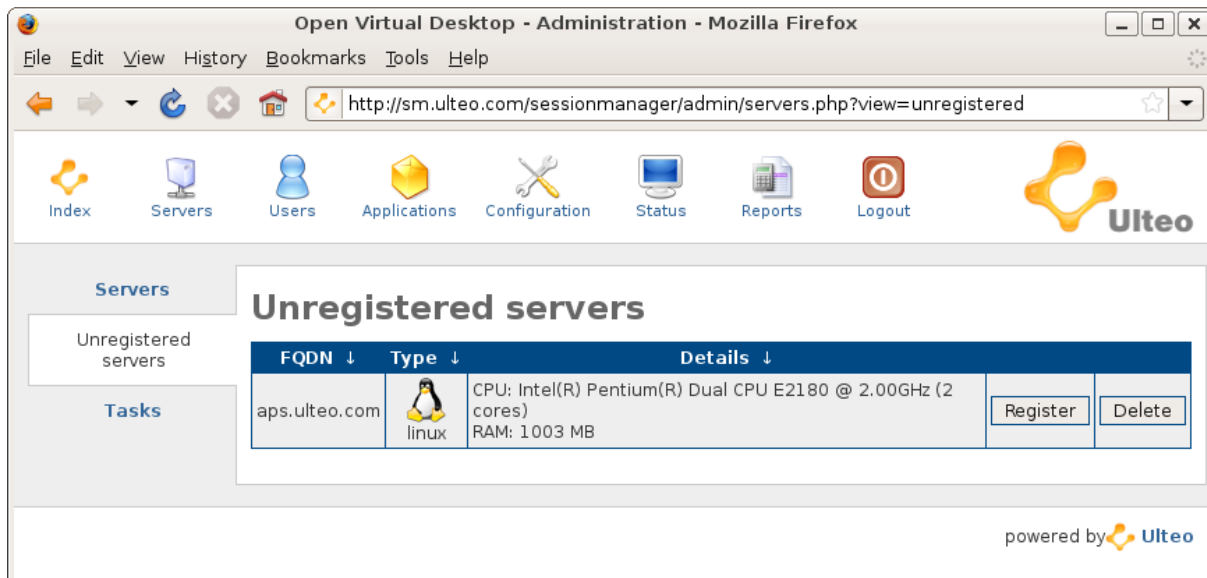 Open Virtual Desktop - Administration - Mozilla Firefox
File Edit View History Bookmarks Tools Help
http://sm.ulteo.com/sessionmanager/admin/servers.php?view=unregistered
Index Servers Users Applications Configuration Status Reports Logout
Ulteo
Servers
Unregistered
servers
Tasks
Unregistered servers
FQDN ↓ Type ↓ Details ↓
aps.ulteo.com linux CPU: Intel(R) Pentium(R) Dual CPU E2180 @ 2.00GHz (2
cores)
RAM: 1003 MB
Register Delete
powered by Ulteo